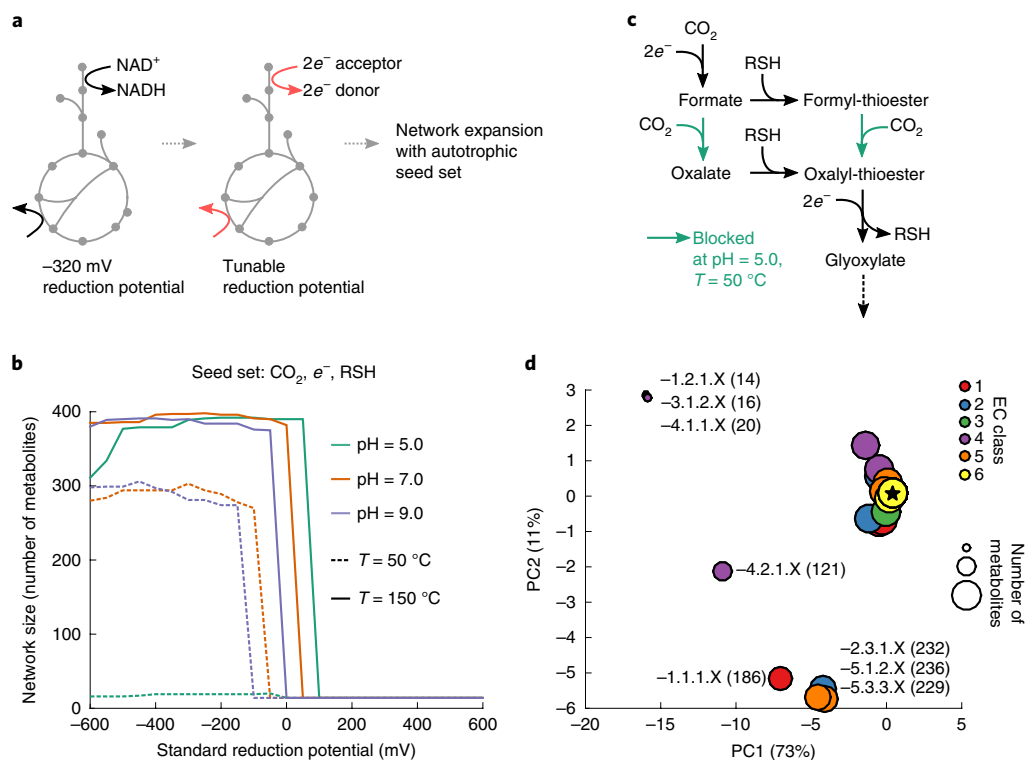 a
NAD+
NADH
2e− acceptor
2e− donor
Network expansion
with autotrophic
seed set
–320 mV
reduction potential
Tunable
reduction potential
b
Seed set: CO2, e−, RSH
Network size (number of metabolites)
400
300
200
100
0
pH = 5.0
pH = 7.0
pH = 9.0
T = 50 °C
T = 150 °C
–600
–400
–200
0
200
400
600
Standard reduction potential (mV)
c
CO2
2e−
RSH
Formate
Formyl-thioester
CO2
RSH
CO2
Oxalate
Oxalyl-thioester
2e−
RSH
Glyoxylate
Blocked
at pH = 5.0,
T = 50 °C
d
PC2 (11%)
3
2
1
0
–1
–2
–3
–4
–5
–6
–1.2.1.X (14)
–3.1.2.X (16)
–4.1.1.X (20)
–4.2.1.X (121)
–1.1.1.X (186)
–2.3.1.X (232)
–5.1.2.X (236)
–5.3.3.X (229)
–20
–15
–10
–5
0
5
PC1 (73%)
1
2
3
4
5
6
EC class
Number of
metabolites